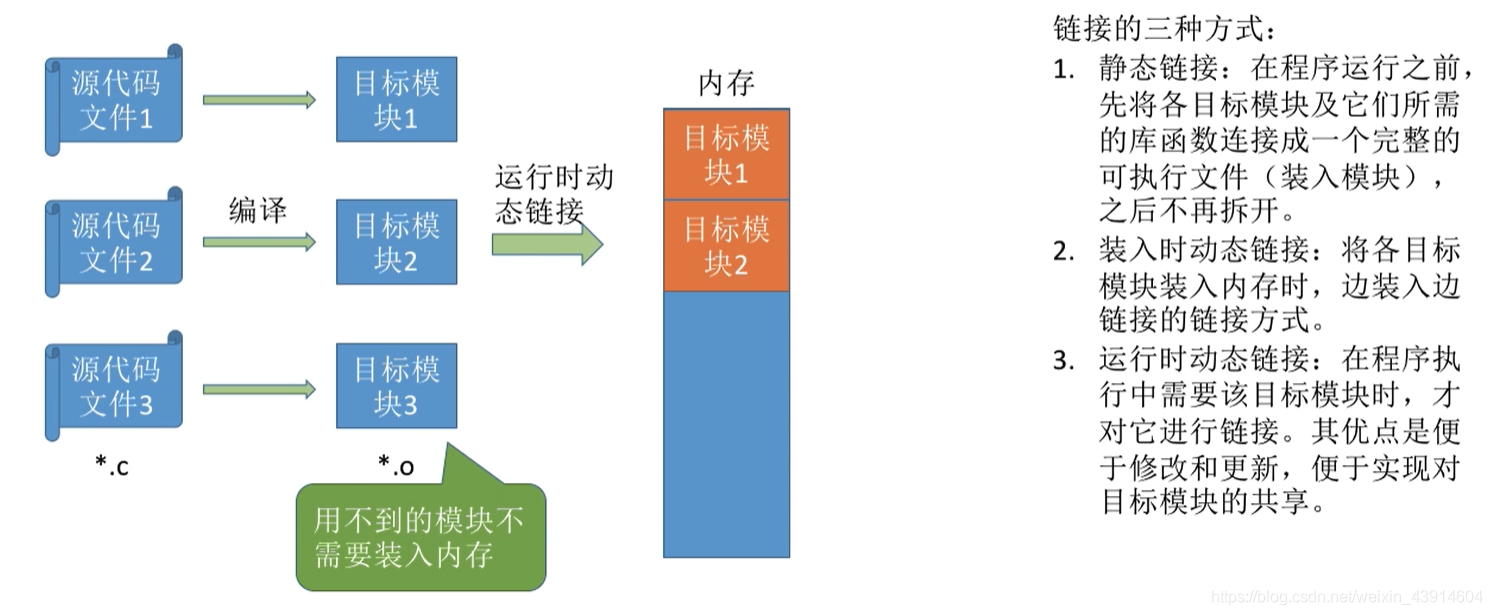 源代码
文件1
目标模
块1
源代码
文件2
编译
目标模
块2
源代码
文件3
目标模
块3
*.c
*.o
用不到的模块不
需要装入内存
运行时动
态链接
内存
目标模
块1
目标模
块2
链接的三种方式：
1. 静态链接：在程序运行之前，
先将各目标模块及它们所需
的库函数连接成一个完整的
可执行文件（装入模块），
之后不再拆开。
2. 装入时动态链接：将各目标
模块装入内存时，边装入边
链接的链接方式。
3. 运行时动态链接：在程序执
行中需要该目标模块时，才
对它进行链接。其优点是便
于修改和更新，便于实现对
目标模块的共享。
https://blog.csdn.net/weixin_43914604